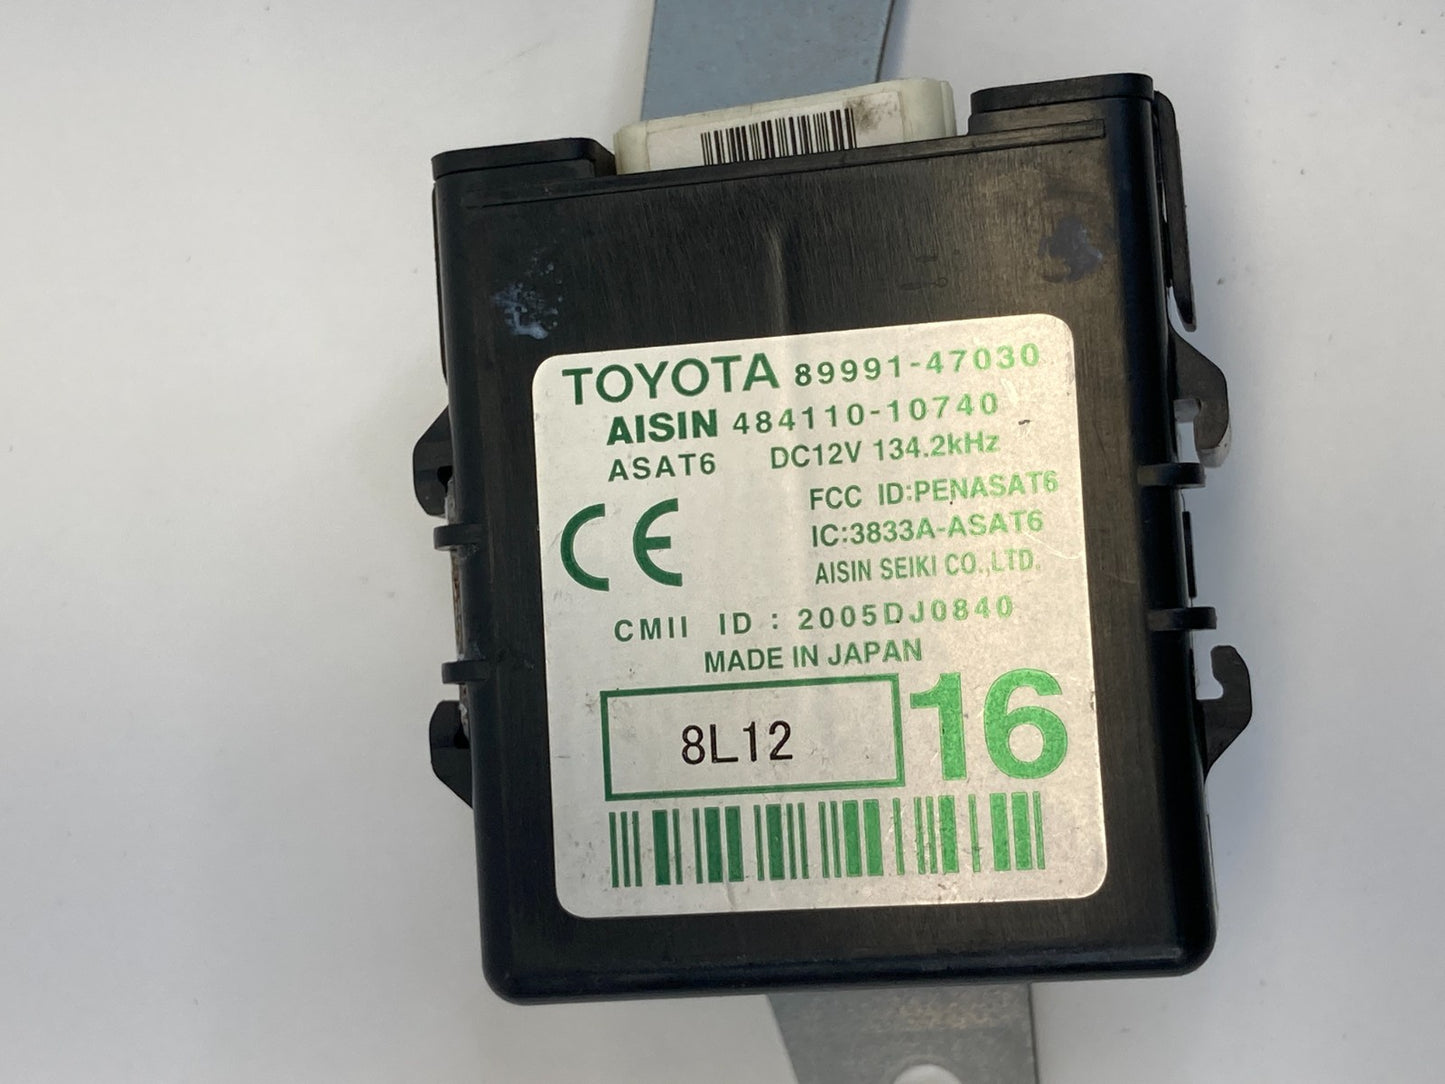 TOYOTA 89991-47030
AISIN 484110-10740
ASAT6 DC12V 134.2kHz
FCC ID:PENASAT6
IC:3833A-ASAT6
AISIN SEIKI CO.,LTD.
CE
CMII ID : 2005DJ0840
MADE IN JAPAN
8L12
16